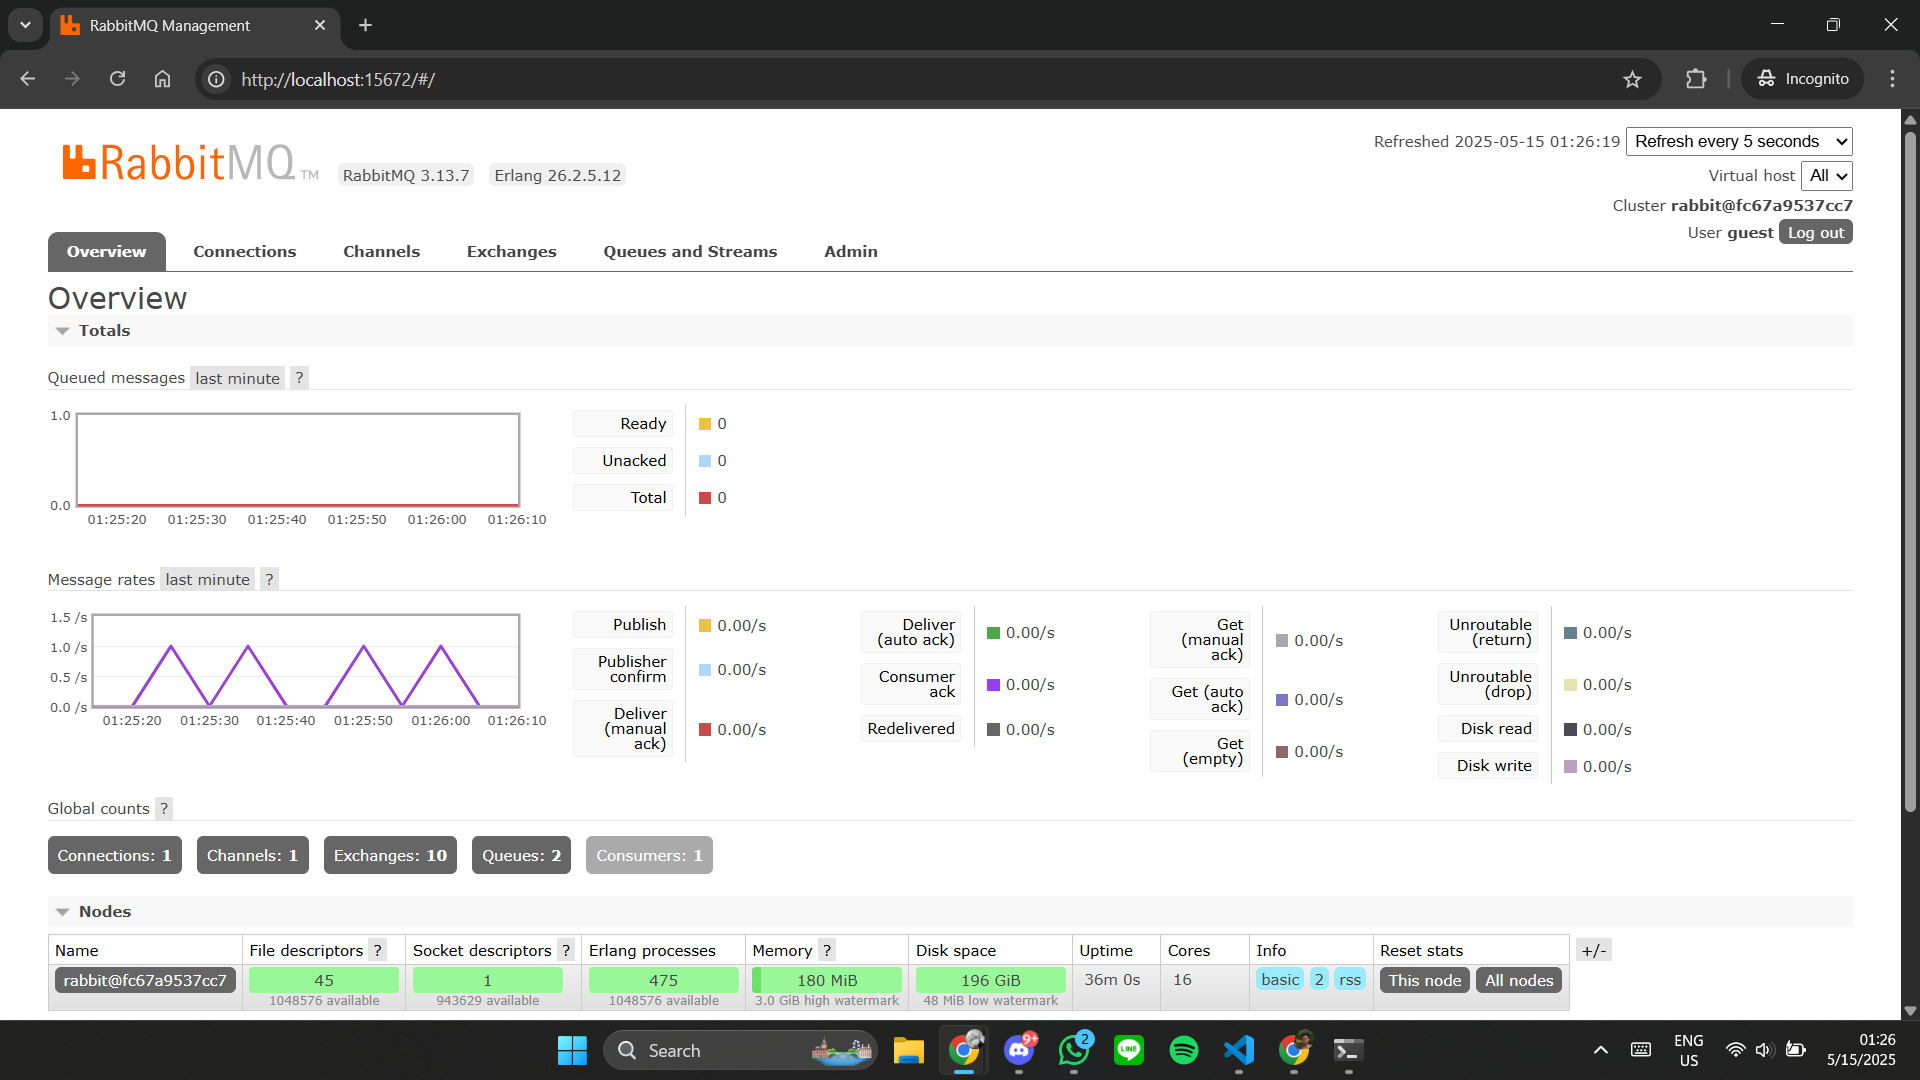 RabbitMQ Management
http://localhost:15672/#/
Incognito
RabbitMQ TM
RabbitMQ 3.13.7
Erlang 26.2.5.12
Refreshed 2025-05-15 01:26:19
Refresh every 5 seconds
Virtual host All
Cluster rabbit@fc67a9537cc7
User guest Log out
Overview Connections Channels Exchanges Queues and Streams Admin
Overview
Totals
Queued messages last minute ?
1.0
0.0
01:25:20 01:25:30 01:25:40 01:25:50 01:26:00 01:26:10
Ready 0
Unacked 0
Total 0
Message rates last minute ?
1.5 /s
1.0 /s
0.5 /s
0.0 /s
01:25:20 01:25:30 01:25:40 01:25:50 01:26:00 01:26:10
Publish 0.00/s
Publisher
confirm 0.00/s
Deliver
(manual
ack) 0.00/s
Deliver
(auto ack) 0.00/s
Consumer
ack 0.00/s
Redelivered 0.00/s
Get
(manual
ack) 0.00/s
Get (auto
ack) 0.00/s
Get
(empty) 0.00/s
Unroutable
(return) 0.00/s
Unroutable
(drop) 0.00/s
Disk read 0.00/s
Disk write 0.00/s
Global counts ?
Connections: 1 Channels: 1 Exchanges: 10 Queues: 2 Consumers: 1
Nodes
Name File descriptors ? Socket descriptors ? Erlang processes Memory ? Disk space Uptime Cores Info Reset stats +/-
rabbit@fc67a9537cc7 45 1 475 180 MiB 196 GiB 36m 0s 16 basic 2 rss This node All nodes
1048576 available 943629 available 1048576 available 3.0 GiB high watermark 48 MiB low watermark
Search
9+
2
LINE
ENG
US
01:26
5/15/2025